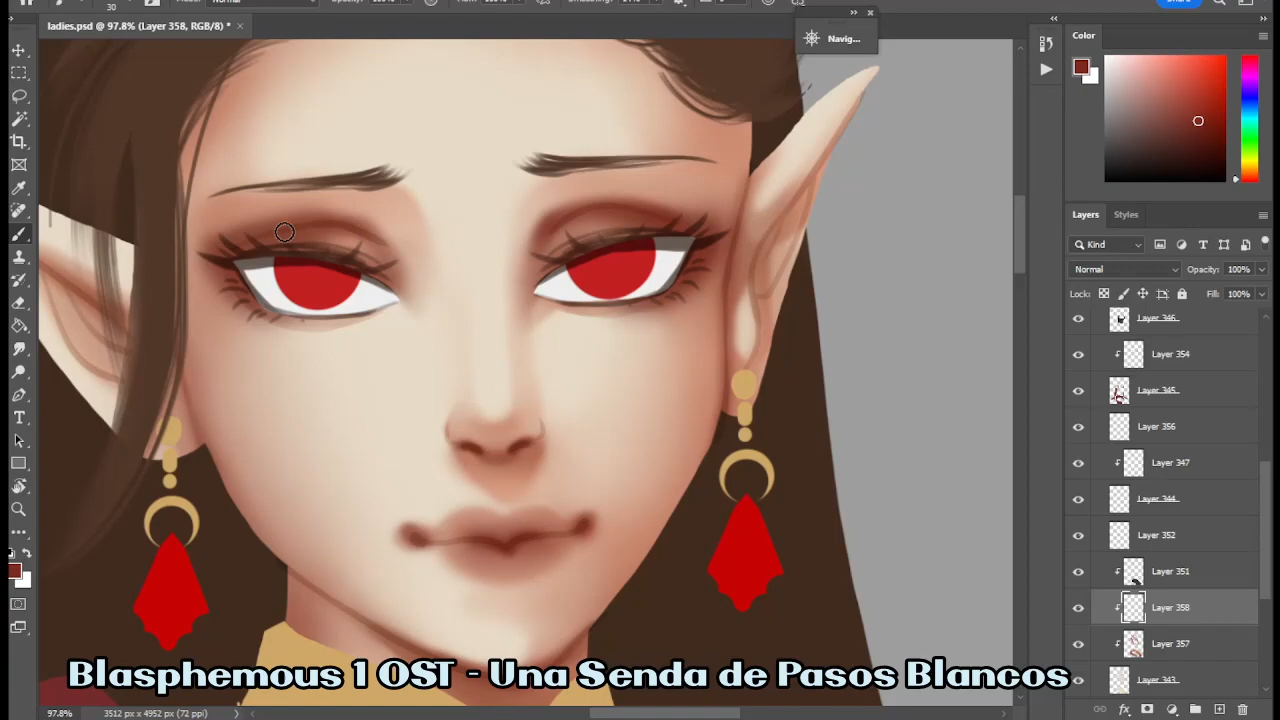 ladies.psd @ 97.8% (Layer 358, RGB/8) *
Navig...
Color
Layers Styles
Kind
Normal Opacity: 100%
Lock: Fill: 100%
Layer 346
Layer 354
Layer 345
Layer 356
Layer 347
Layer 344
Layer 352
Layer 351
Layer 358
Layer 357
Layer 343
Blasphemous 1 OST - Una Senda de Pasos Blancos
97.8% 3512 px x 4952 px (72 ppi)